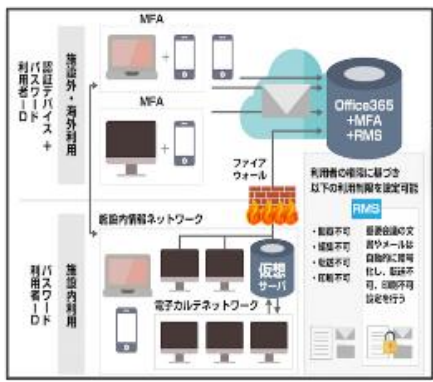 MFA
MFA
施設外・海外利用
認証デバイス+
パスワード
利用者ID
Office365
+MFA
+RMS
ファイア
ウォール
利用者の権限に基づき
以下の利用制限を設定可能
RMS
・編集不可
・転送不可
・印刷不可
重要会議の文
書やメールは
自動的に暗号
化し、転送不
可、印刷不可
設定を行う
施設内情報ネットワーク
仮想
サーバ
電子カルテネットワーク
施設内利用
パスワード
利用者ID